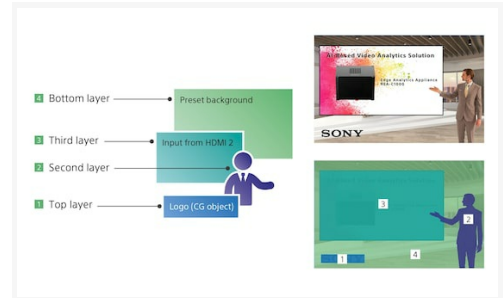 4 Bottom layer
Preset background
3 Third layer
Input from HDMI 2
2 Second layer
1 Top layer
Logo (CG object)
AI-Based Video Analytics Solution
Edge Analytics Appliance
REA-C1000
SONY
3
2
1
4